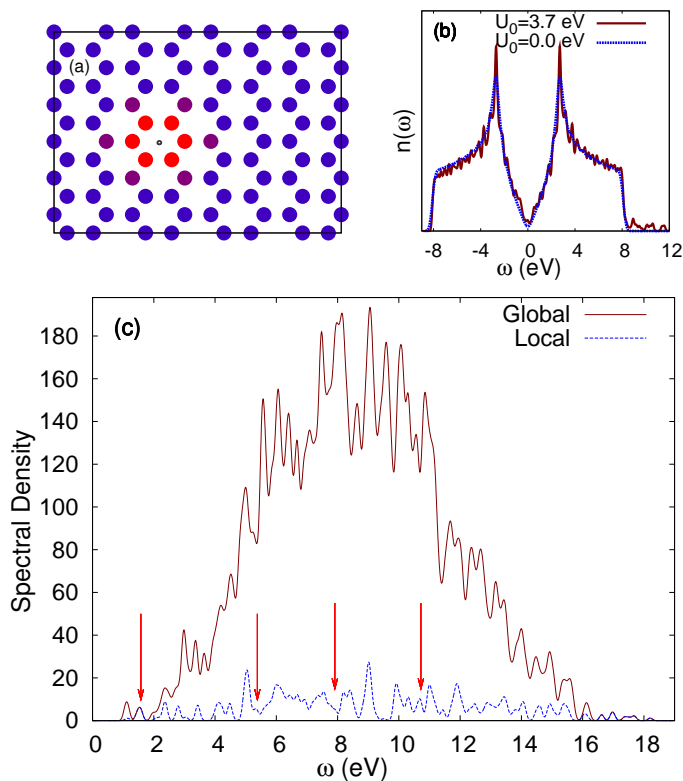 (a)
(b)
U_0=3.7 eV
U_0=0.0 eV
n(ω)
-8 -4 0 4 8 12
ω (eV)
(c)
Global
Local
Spectral Density
180
160
140
120
100
80
60
40
20
0
0 2 4 6 8 10 12 14 16 18
ω (eV)